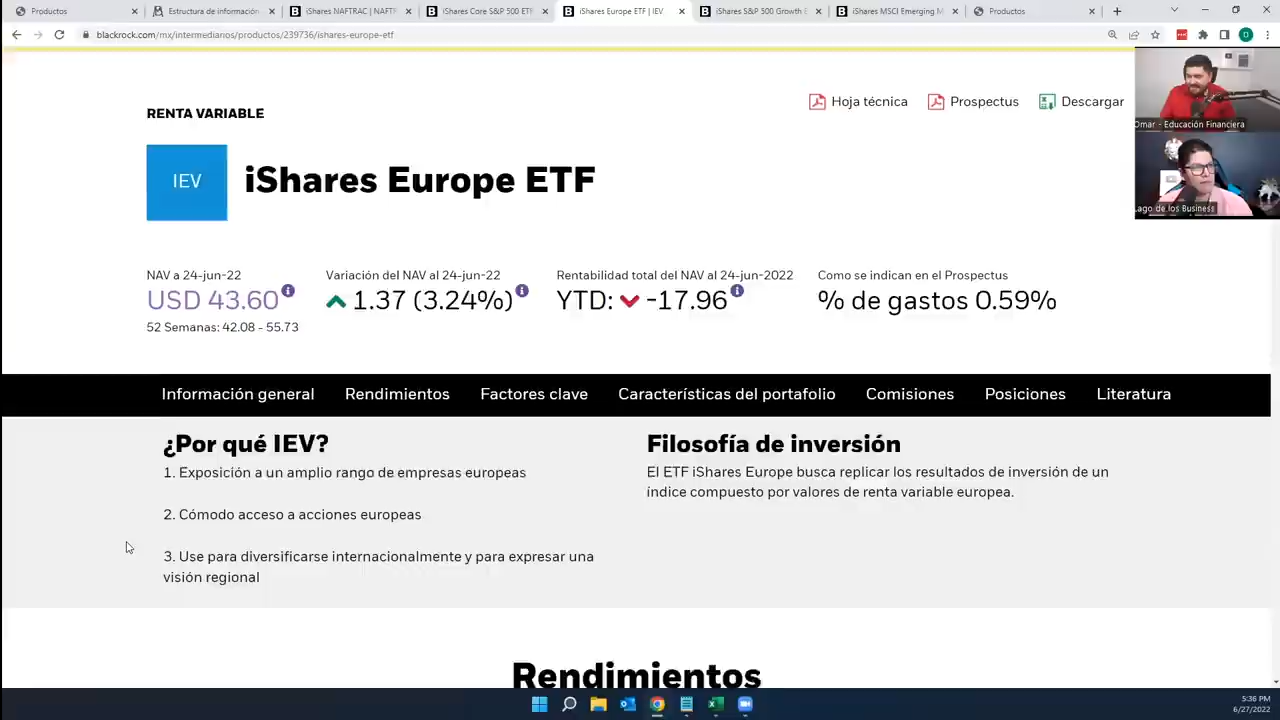 Productos
Estructura de información
iShares NAFTRAC | NAFT
iShares Core S&P 500 ETF
iShares Europe ETF | IEV
iShares S&P 500 Growth E
iShares MSCI Emerging M
Productos
blackrock.com/mx/intermediarios/productos/239736/ishares-europe-etf
RENTA VARIABLE
Hoja técnica
Prospectus
Descargar
Omar - Educación Financiera
Lago de los Business
IEV
iShares Europe ETF
NAV a 24-jun-22
Variación del NAV al 24-jun-22
Rentabilidad total del NAV al 24-jun-2022
Como se indican en el Prospectus
USD 43.60
1.37 (3.24%)
YTD: -17.96
% de gastos 0.59%
52 Semanas: 42.08 - 55.73
Información general
Rendimientos
Factores clave
Características del portafolio
Comisiones
Posiciones
Literatura
¿Por qué IEV?
1. Exposición a un amplio rango de empresas europeas
2. Cómodo acceso a acciones europeas
3. Use para diversificarse internacionalmente y para expresar una
visión regional
Filosofía de inversión
El ETF iShares Europe busca replicar los resultados de inversión de un
índice compuesto por valores de renta variable europea.
Rendimientos
5:36 PM
6/27/2022